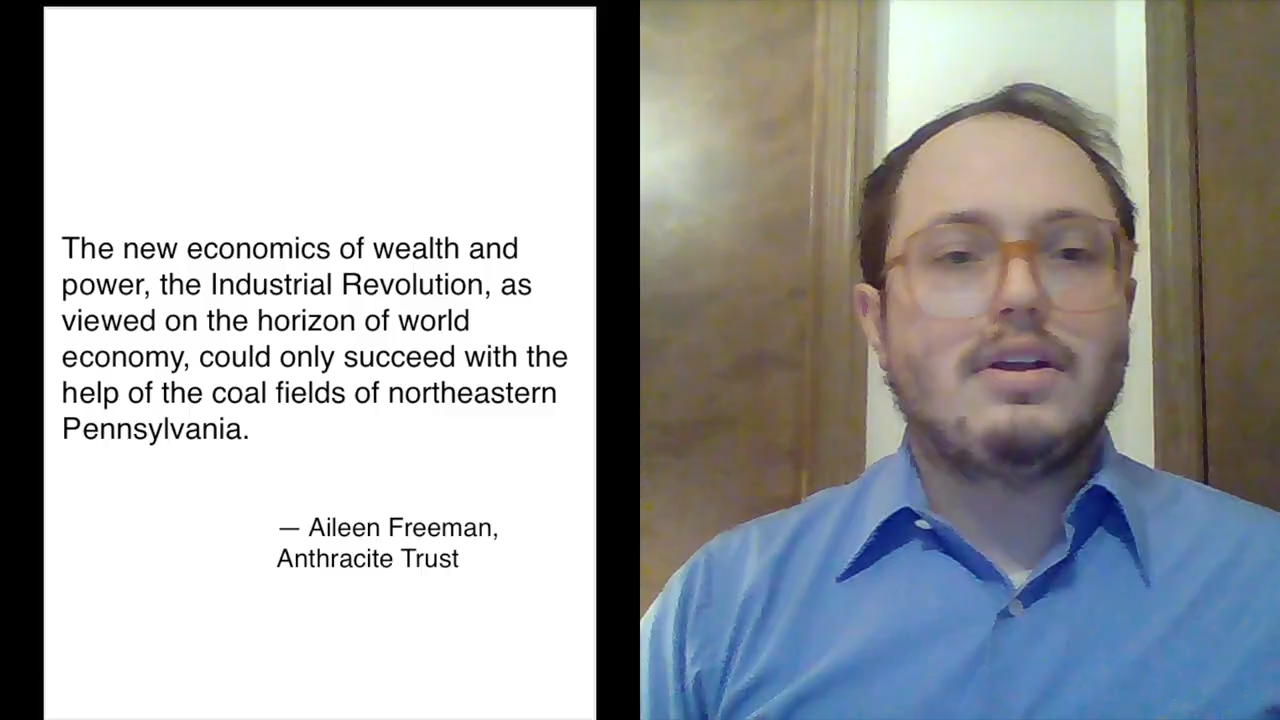 The new economics of wealth and
power, the Industrial Revolution, as
viewed on the horizon of world
economy, could only succeed with the
help of the coal fields of northeastern
Pennsylvania.
— Aileen Freeman,
Anthracite Trust